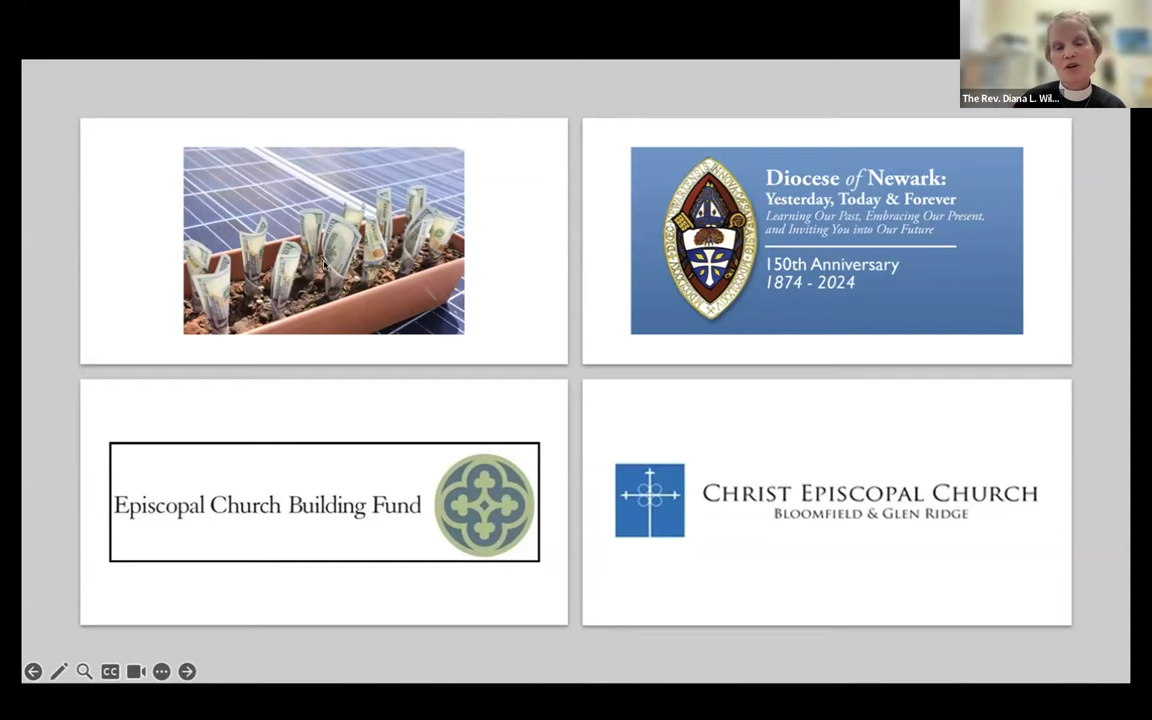 The Rev. Diana L. Wil...
Diocese of Newark:
Yesterday, Today & Forever
Learning Our Past, Embracing Our Present,
and Inviting You into Our Future
150th Anniversary
1874 - 2024
Episcopal Church Building Fund
CHRIST EPISCOPAL CHURCH
BLOOMFIELD & GLEN RIDGE
CC